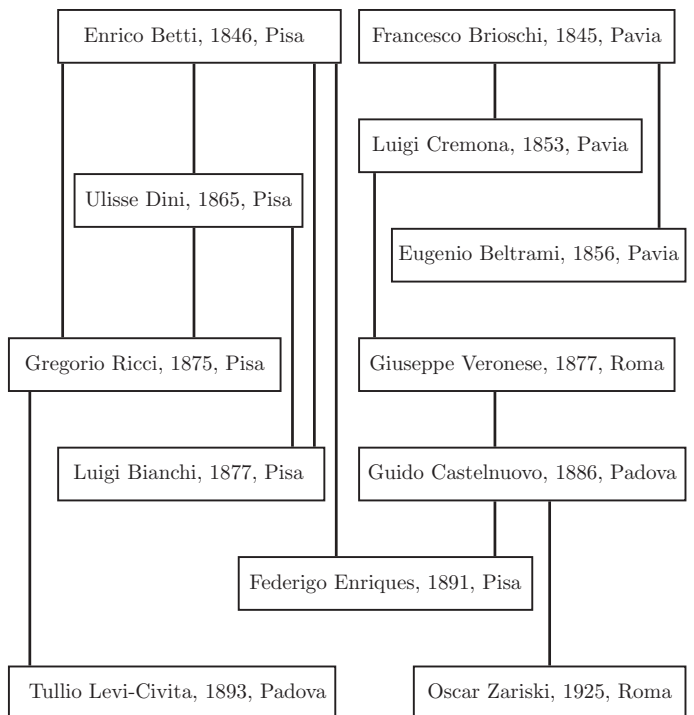 Enrico Betti, 1846, Pisa
Francesco Brioschi, 1845, Pavia
Luigi Cremona, 1853, Pavia
Ulisse Dini, 1865, Pisa
Eugenio Beltrami, 1856, Pavia
Gregorio Ricci, 1875, Pisa
Giuseppe Veronese, 1877, Roma
Luigi Bianchi, 1877, Pisa
Guido Castelnuovo, 1886, Padova
Federigo Enriques, 1891, Pisa
Tullio Levi-Civita, 1893, Padova
Oscar Zariski, 1925, Roma